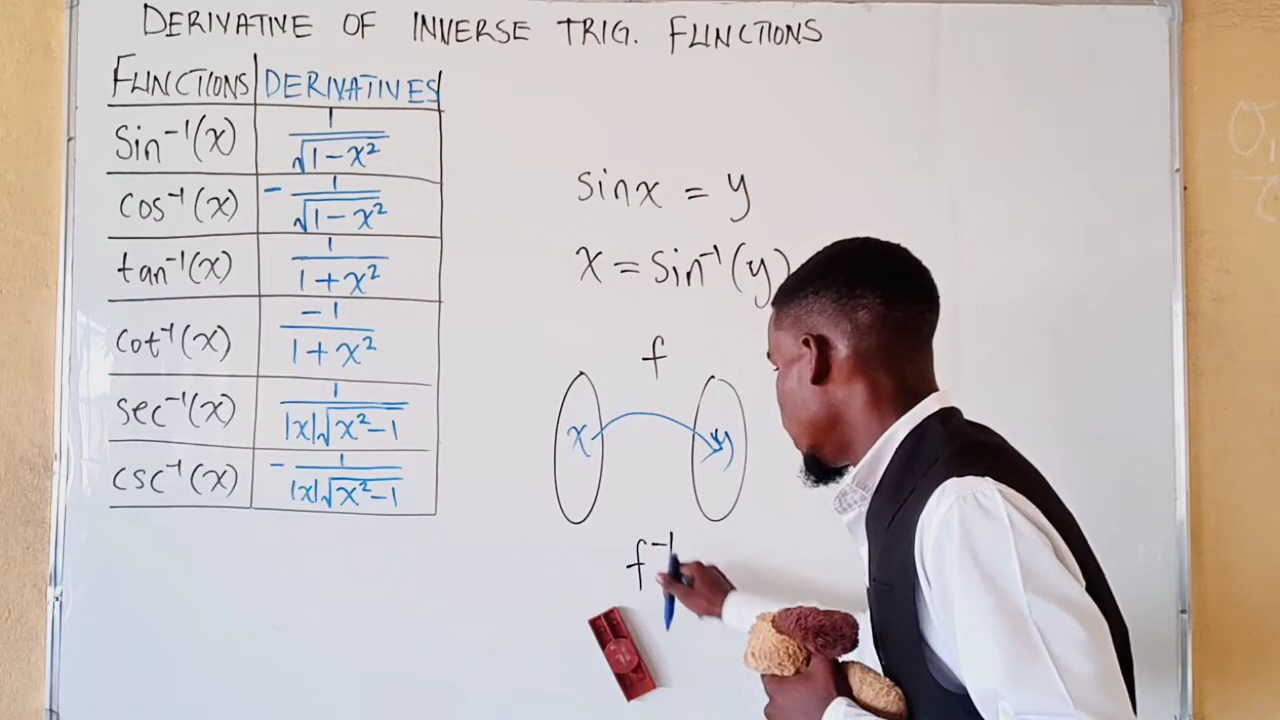 DERIVATIVE OF INVERSE TRIG. FUNCTIONS
FUNCTIONS DERIVATIVES
Sin⁻¹(x) 1/√(1-x²)
cos⁻¹(x) - 1/√(1-x²)
tan⁻¹(x) 1/(1+x²)
cot⁻¹(x) -1/(1+x²)
sec⁻¹(x) 1/(|x|√(x²-1))
csc⁻¹(x) - 1/(|x|√(x²-1))
sinx = y
x = Sin⁻¹(y)
f
x y
f⁻¹